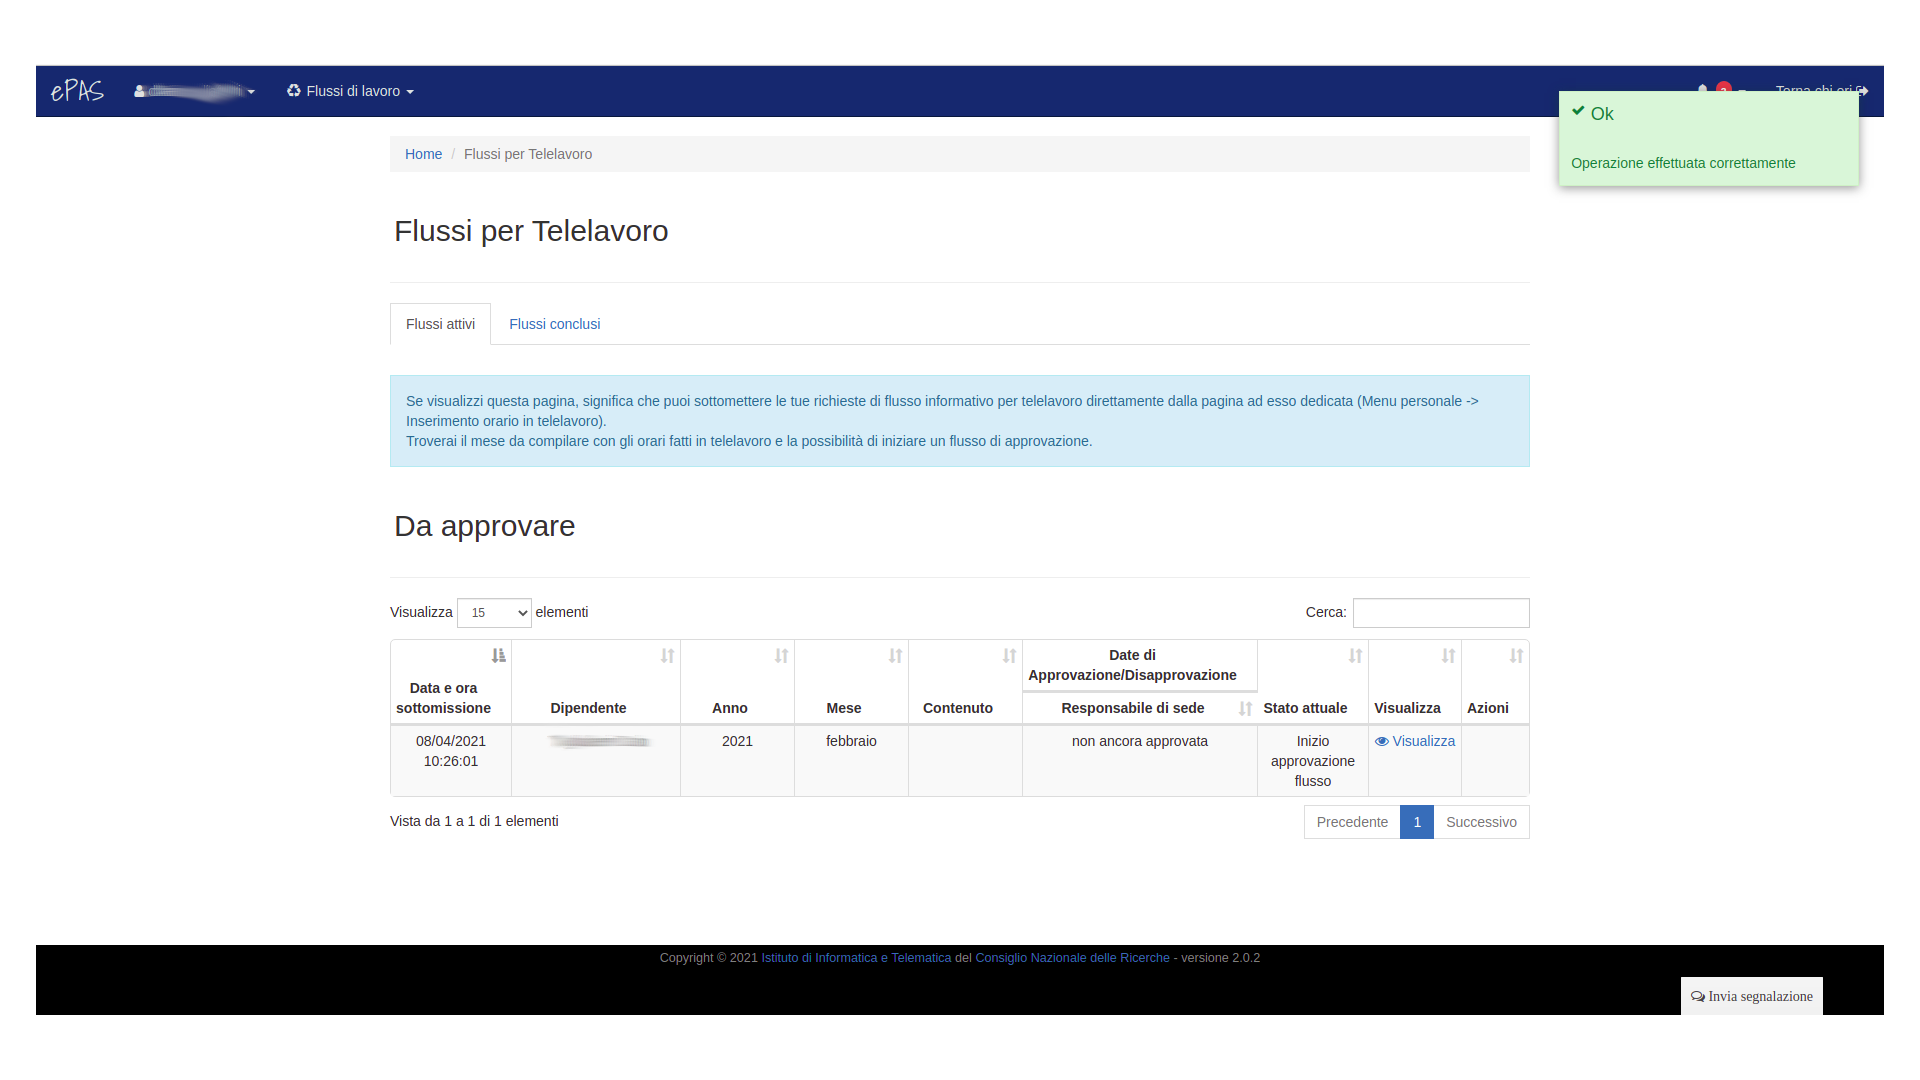 ePAS
Flussi di lavoro
Ok
Operazione effettuata correttamente
Home / Flussi per Telelavoro
Flussi per Telelavoro
Flussi attivi
Flussi conclusi
Se visualizzi questa pagina, significa che puoi sottomettere le tue richieste di flusso informativo per telelavoro direttamente dalla pagina ad esso dedicata (Menu personale ->
Inserimento orario in telelavoro).
Troverai il mese da compilare con gli orari fatti in telelavoro e la possibilità di iniziare un flusso di approvazione.
Da approvare
Visualizza 15 elementi
Cerca:
Data e ora
sottomissione
Dipendente
Anno
Mese
Contenuto
Date di
Approvazione/Disapprovazione
Responsabile di sede
Stato attuale
Visualizza
Azioni
08/04/2021
10:26:01
2021
febbraio
non ancora approvata
Inizio
approvazione
flusso
Visualizza
Vista da 1 a 1 di 1 elementi
Precedente 1 Successivo
Copyright © 2021 Istituto di Informatica e Telematica del Consiglio Nazionale delle Ricerche - versione 2.0.2
Invia segnalazione